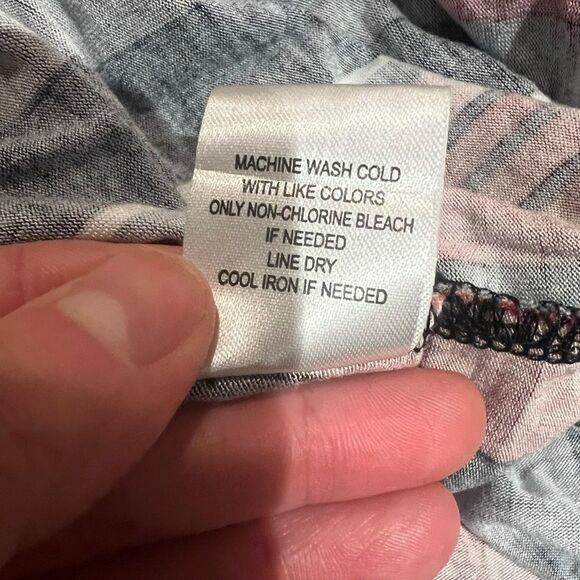 MACHINE WASH COLD
WITH LIKE COLORS
ONLY NON-CHLORINE BLEACH
IF NEEDED
LINE DRY
COOL IRON IF NEEDED